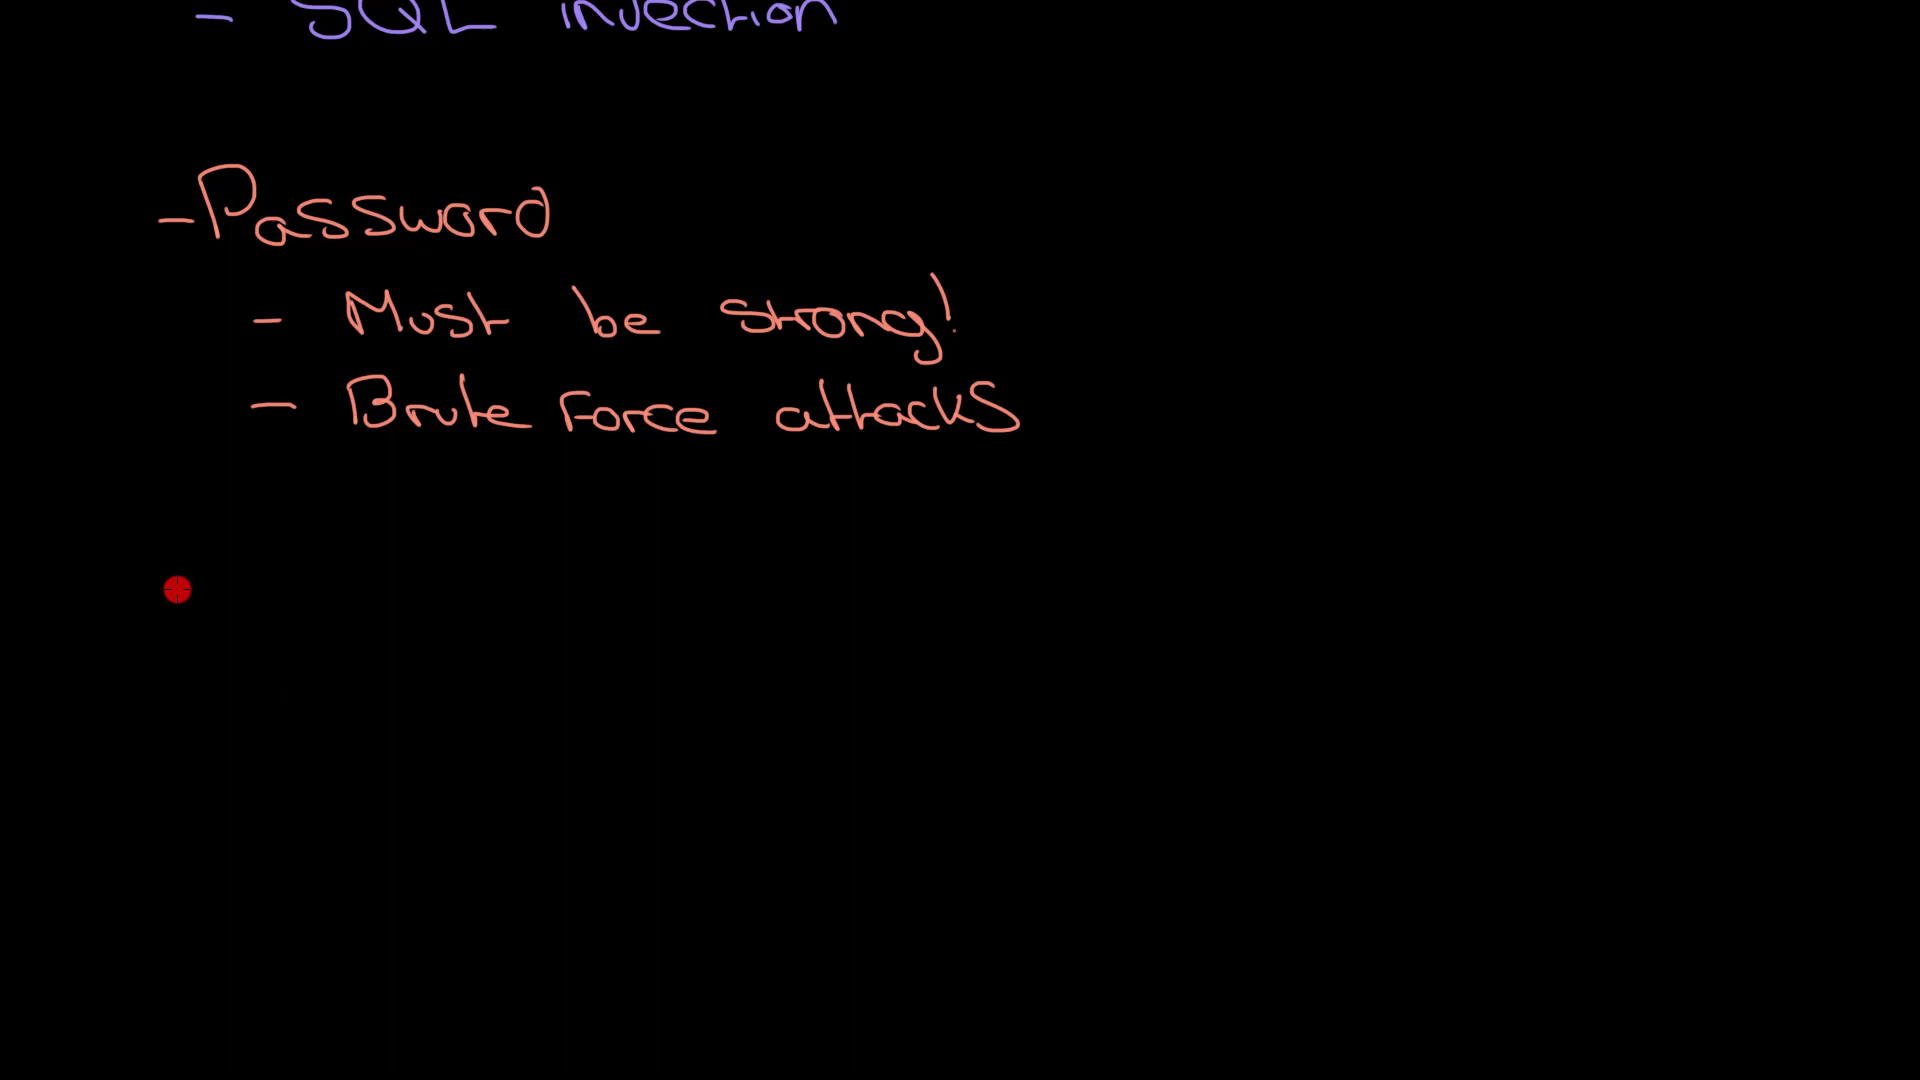 - SQL injection
- Password
- Must be strong!
- Brute Force attacks